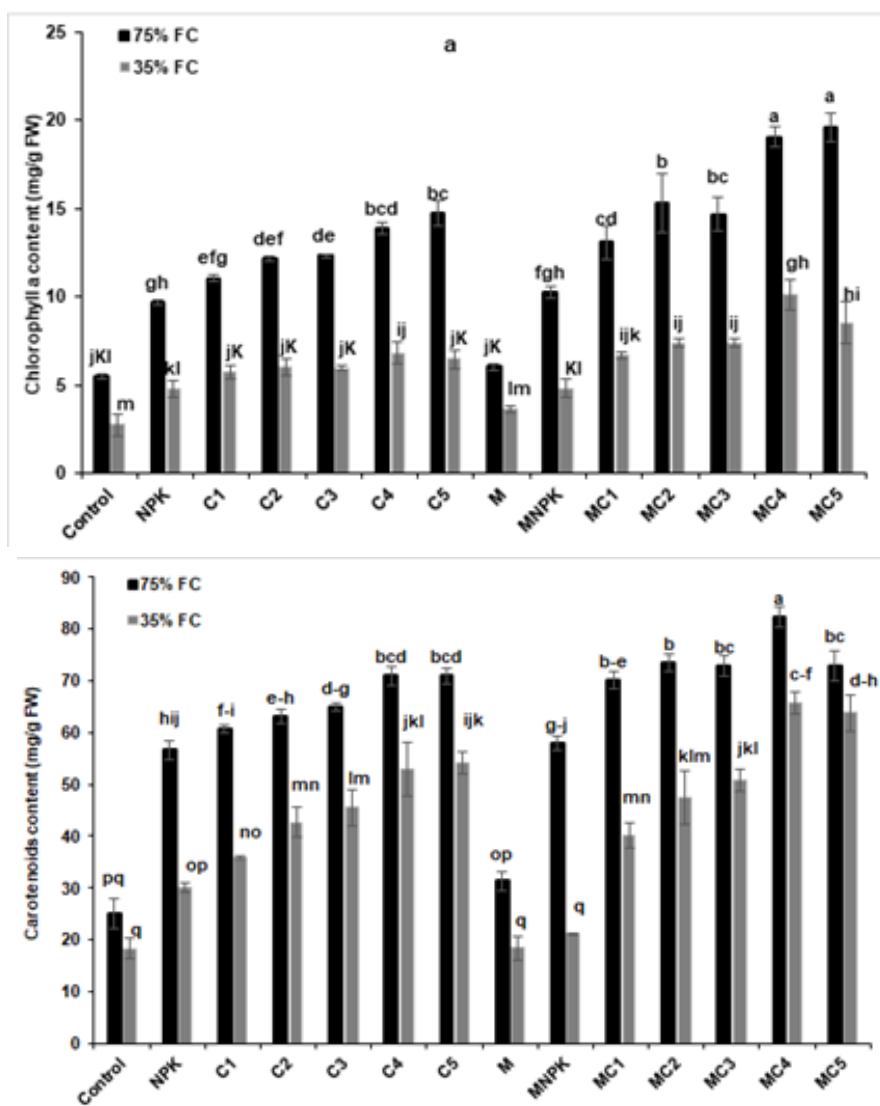 25
75% FC
a
35% FC
a
a
20
b
bc
bc
bcd
cd
15
de
def
efg
gh
fgh
gh
10
hi
jKl
kl
jK
jK
jK
ij
jK
jK
Kl
ijk
ij
ij
5
m
lm
0
Chlorophyll a content (mg/g FW)
Control
NPK
C1
C2
C3
C4
C5
M
MNPK
MC1
MC2
MC3
MC4
MC5
90
75% FC
35% FC
a
80
bcd
bcd
b-e
b
bc
bc
c-f
d-h
70
hij
f-i
e-h
d-g
g-j
60
jkl
ijk
klm
jkl
50
mn
lm
mn
40
no
op
op
30
pq
q
q
q
20
10
0
Carotenoids content (mg/g FW)
Control
NPK
C1
C2
C3
C4
C5
M
MNPK
MC1
MC2
MC3
MC4
MC5